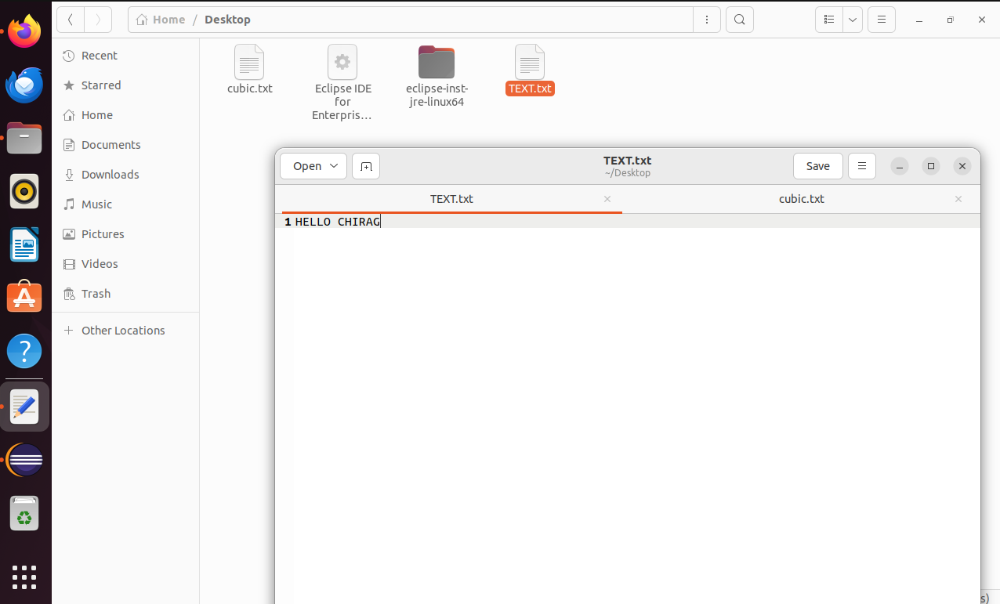 Home / Desktop
Recent
Starred
Home
Documents
Downloads
Music
Pictures
Videos
Trash
Other Locations
cubic.txt
Eclipse IDE
for
Enterpris…
eclipse-inst-
jre-linux64
TEXT.txt
Open
TEXT.txt
~/Desktop
Save
TEXT.txt
cubic.txt
1 HELLO CHIRAG
s)